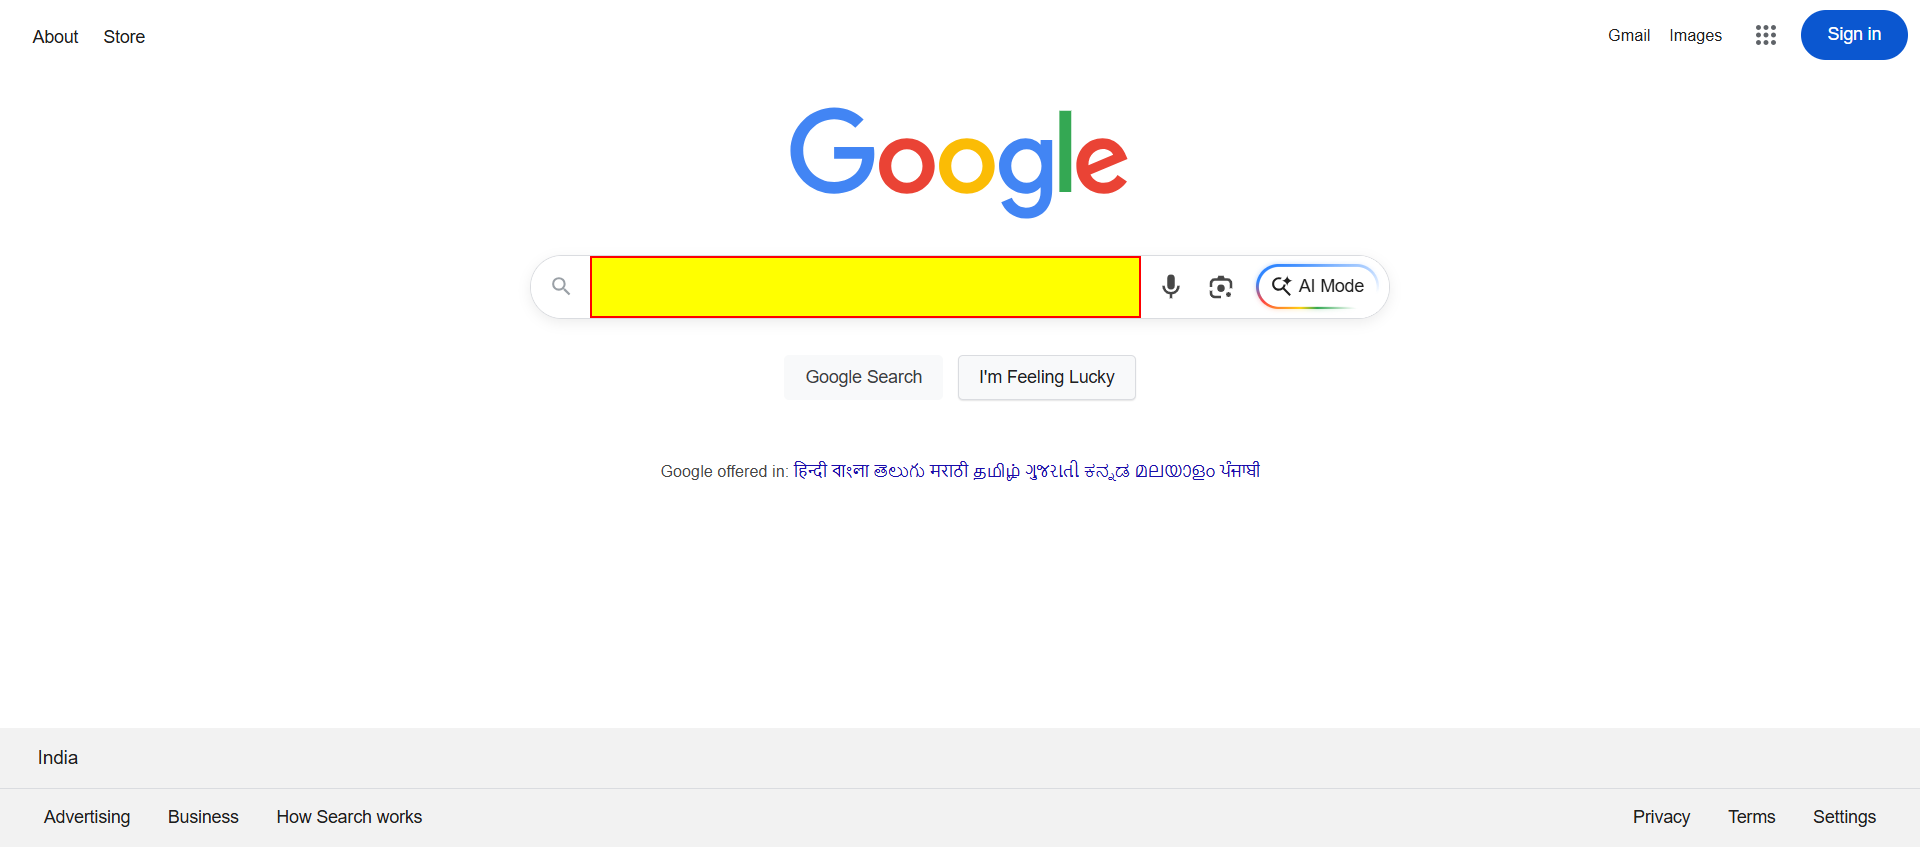 About Store
Gmail Images Sign in
Google
AI Mode
Google Search I'm Feeling Lucky
Google offered in: हिन्दी বাংলা తెలుగు मराठी தமிழ் ગુજરાતી ಕನ್ನಡ മലയാളം ਪੰਜਾਬੀ
India
Advertising Business How Search works
Privacy Terms Settings